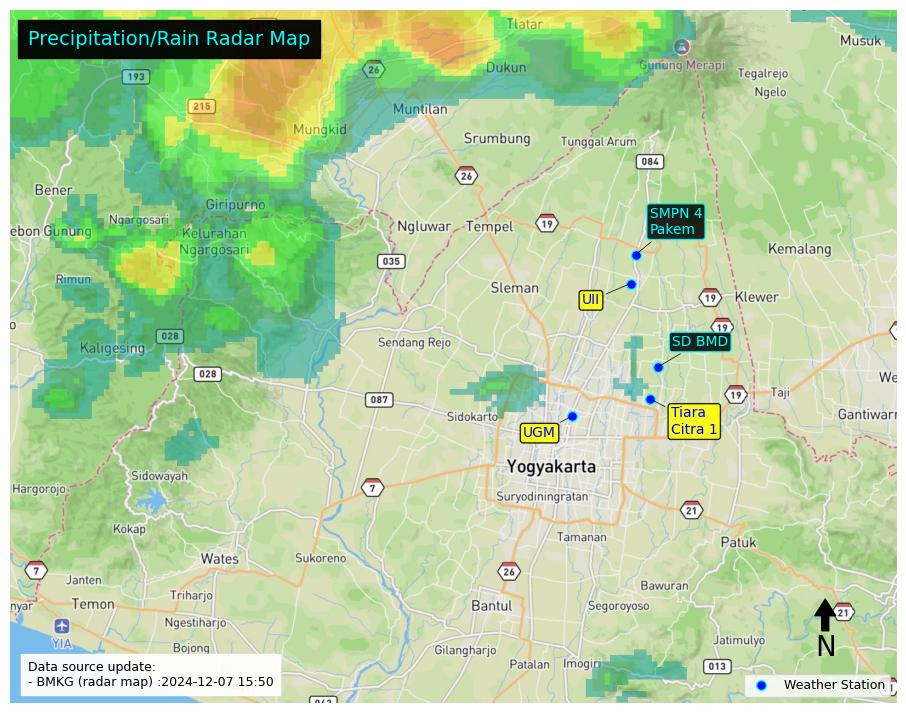 Precipitation/Rain Radar Map
Tlatar
Musuk
26
Dukun
Gunung Merapi
193
Tegalrejo
Ngelo
215
Muntilan
Mungkid
Srumbung
Tunggal Arum
084
26
Bener
Giripurno
SMPN 4
Pakem
Ngargosari
ebon Gunung
Kelurahan
Ngargosari
Ngluwar
Tempel
19
Kemalang
035
Rimun
Sleman
UII
19
Klewer
19
028
Kaligesing
Sendang Rejo
SD BMD
028
087
19
Taji
We
Sidokarto
Tiara
Citra 1
Gantiwarn
UGM
Yogyakarta
Sidowayah
Hargorojo
7
Suryodiningratan
21
Kokap
Tamanan
Patuk
Wates
Sukoreno
7
26
Janten
Bawuran
nyar
Temon
Triharjo
Bantul
Segoroyoso
21
Ngestiharjo
YIA
Jatimulyo
N
Bojong
Gilangharjo
Patalan
Imogiri
013
Data source update:
- BMKG (radar map) :2024-12-07 15:50
Weather Station